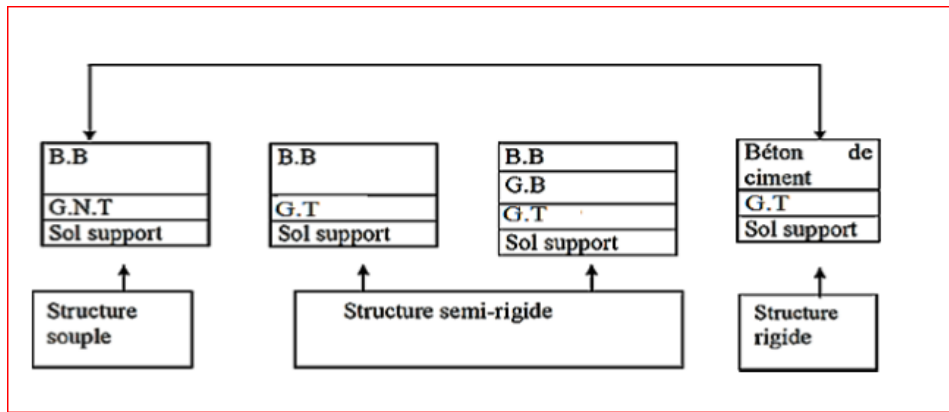 B.B
G.N.T
Sol support
B.B
G.T
Sol support
B.B
G.B
G.T
Sol support
Béton de
ciment
G.T
Sol support
Structure
souple
Structure semi-rigide
Structure
rigide